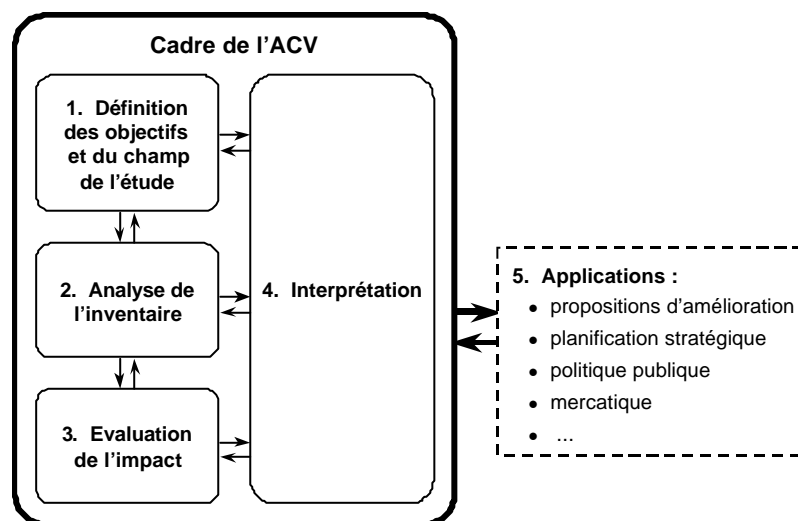 Cadre de l'ACV
1. Définition
des objectifs
et du champ
de l'étude
2. Analyse de
l'inventaire
3. Evaluation
de l'impact
4. Interprétation
5. Applications :
• propositions d'amélioration
• planification stratégique
• politique publique
• mercatique
• ...